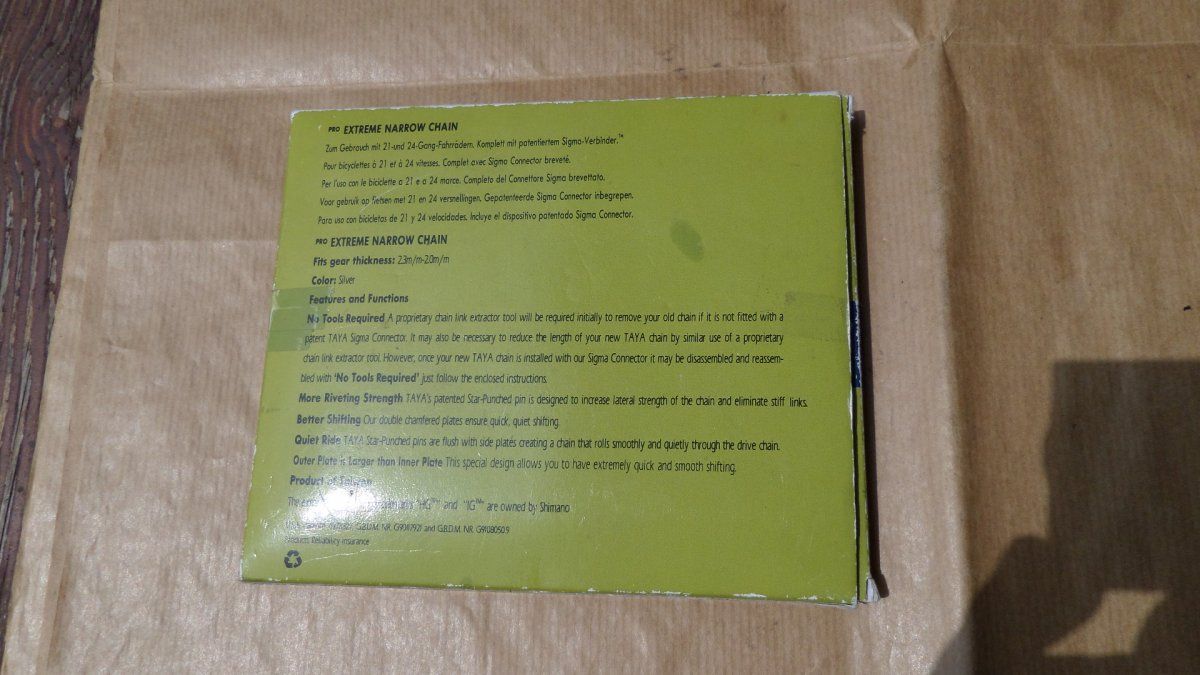 PRO EXTREME NARROW CHAIN
Zum Gebrauch mit 21-und 24-Gang-Fahrrädern. Komplett mit patentiertem Sigma-Verbinder.™
Pour bicyclettes à 21 et à 24 vitesses. Complet avec Sigma Connector breveté.
Per l'uso con le biciclette a 21 e a 24 marce. Completo del Connettore Sigma brevettato.
Voor gebruik op fietsen met 21 en 24 versnellingen. Gepatenteerde Sigma Connector inbegrepen.
Para uso con bicicletas de 21 y 24 velocidades. Incluye el dispositivo patentado Sigma Connector.
PRO EXTREME NARROW CHAIN
Fits gear thickness: 2.3m/m-2.0m/m
Color: Silver
Features and Functions
No Tools Required A proprietary chain link extractor tool will be required initially to remove your old chain if it is not fitted with a
patent TAYA Sigma Connector. It may also be necessary to reduce the length of your new TAYA chain by similar use of a proprietary
chain link extractor tool. However, once your new TAYA chain is installed with our Sigma Connector it may be disassembled and reassem-
bled with 'No Tools Required' just follow the enclosed instructions.
More Riveting Strength TAYA's patented Star-Punched pin is designed to increase lateral strength of the chain and eliminate stiff links.
Better Shifting Our double chamfered plates ensure quick, quiet shifting.
Quiet Ride TAYA Star-Punched pins are flush with side plates creating a chain that rolls smoothly and quietly through the drive chain.
Outer Plate is Larger than Inner Plate This special design allows you to have extremely quick and smooth shifting.
Product of Taiwan
The "HG™" and "IG™" are owned by Shimano
NR. G9117921 and G.B.D.M. NR. G9108050.9
Products Reliability insurance